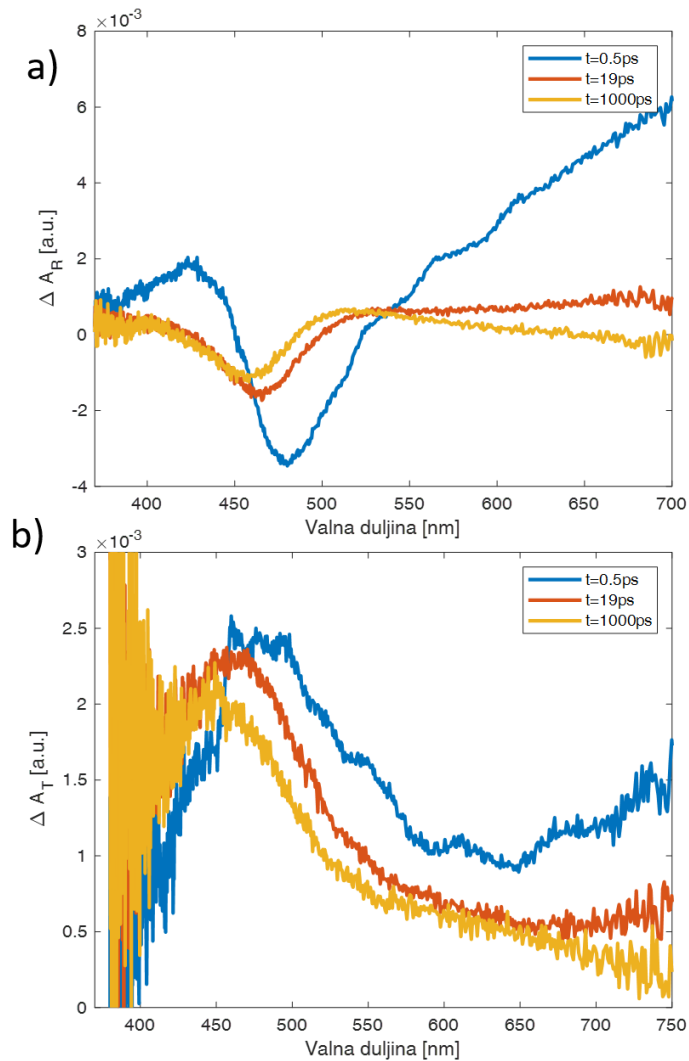 a)
×10⁻³
8
6
4
2
0
-2
-4
Δ A_R [a.u.]
t=0.5ps
t=19ps
t=1000ps
400 450 500 550 600 650 700
Valna duljina [nm]
b)
×10⁻³
3
2.5
2
1.5
1
0.5
0
Δ A_T [a.u.]
t=0.5ps
t=19ps
t=1000ps
400 450 500 550 600 650 700 750
Valna duljina [nm]